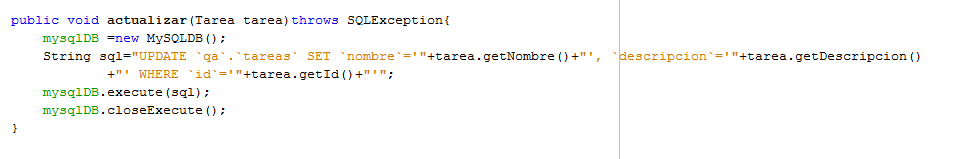 public void actualizar(Tarea tarea)throws SQLException{
mysqlDB =new MySQLDB();
String sql="UPDATE `qa`.`tareas` SET `nombre`='"+tarea.getNombre()+"', `descripcion`='"+tarea.getDescripcion()
+"' WHERE `id`='"+tarea.getId()+"'";
mysqlDB.execute(sql);
mysqlDB.closeExecute();
}